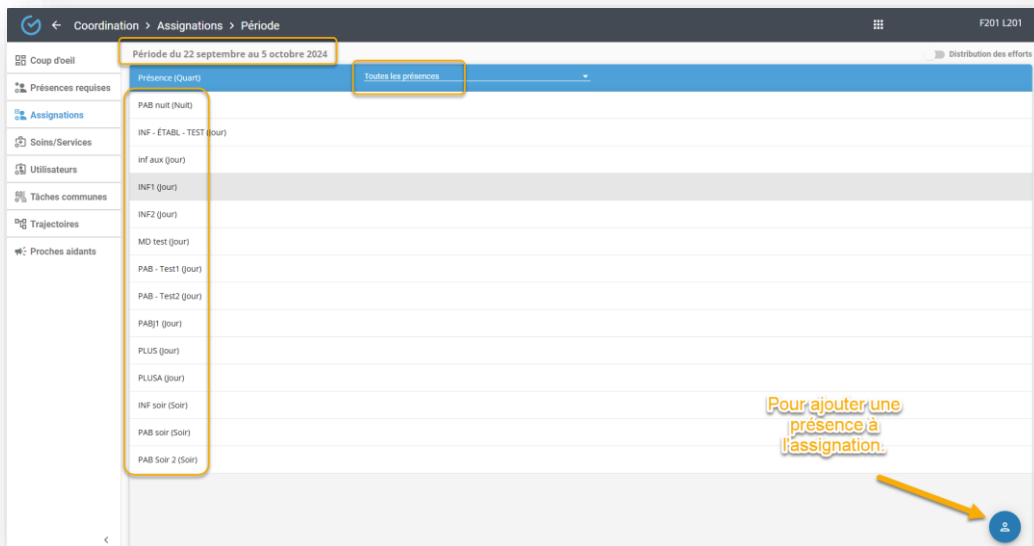 Coordination > Assignations > Période
F201 L201
Coup d'oeil
Présences requises
Assignations
Soins/Services
Utilisateurs
Tâches communes
Trajectoires
Proches aidants
Période du 22 septembre au 5 octobre 2024
Distribution des efforts
Présence (Quart)
Toutes les présences
PAB nuit (Nuit)
INF - ÉTABL - TEST (Jour)
inf aux (Jour)
INF1 (Jour)
INF2 (Jour)
MD test (Jour)
PAB - Test1 (Jour)
PAB - Test2 (Jour)
PABJ1 (Jour)
PLUS (Jour)
PLUSA (Jour)
INF soir (Soir)
PAB soir (Soir)
PAB Soir 2 (Soir)
Pour ajouter une
présence à
l'assignation.